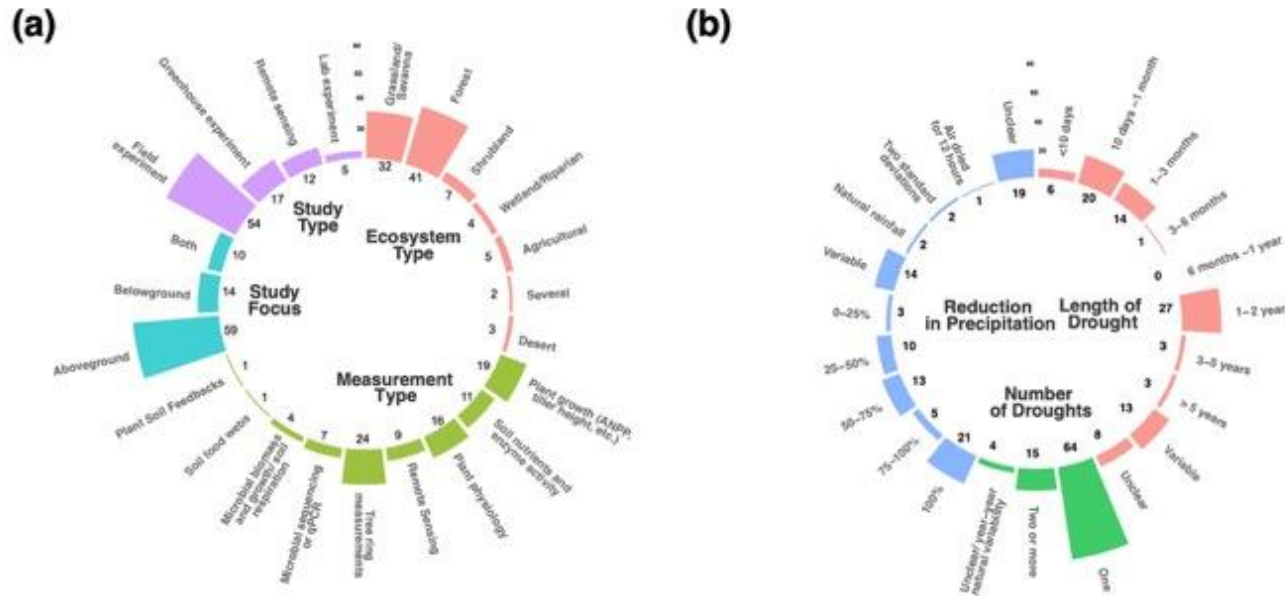 (a)
80
60
40
20
Grassland/
Savanna
32
Forest
41
Shrubland
7
Wetland/Riparian
4
Agricultural
5
Several
2
Desert
3
Ecosystem
Type
Plant growth (ANPP,
tiller height, etc.)
19
Soil nutrients and
enzyme activity
11
Plant physiology
16
Remote Sensing
9
Tree ring
measurements
24
Microbial sequencing
or qPCR
7
Microbial biomass
and growth/ soil
respiration
4
Soil food webs
1
Plant Soil Feedbacks
1
Measurement
Type
Aboveground
59
Belowground
14
Both
10
Study
Focus
Field
experiment
54
Greenhouse experiment
17
Remote sensing
12
Lab experiment
5
Study
Type
(b)
80
60
40
20
<10 days
6
10 days -1 month
20
1-3 months
14
3-6 months
1
6 months -1 year
0
1-2 year
27
3-5 years
3
> 5 years
3
Variable
13
Unclear
8
Length of
Drought
One
64
Two or more
15
Unclear/ year-year
natural variability
4
Number
of Droughts
100%
21
75-100%
5
50-75%
13
25-50%
10
0-25%
3
Variable
14
Natural rainfall
2
Two standard
deviations
2
Air dried
for 12 hours
1
Unclear
19
Reduction
in Precipitation